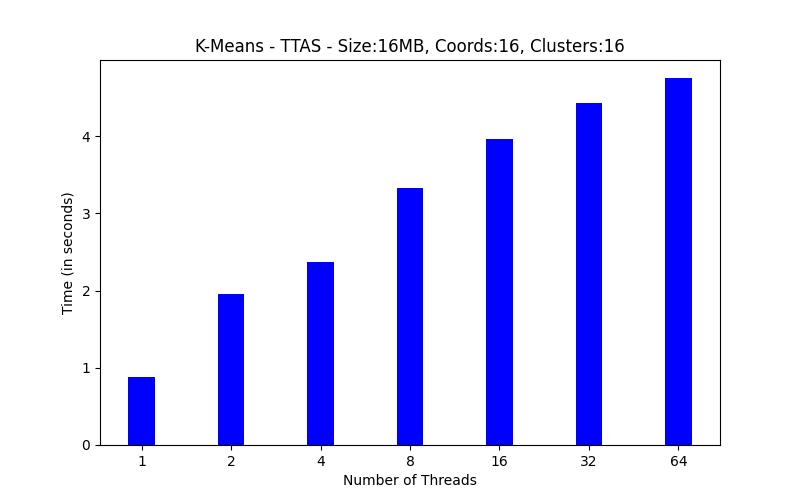 K-Means - TTAS - Size:16MB, Coords:16, Clusters:16
Time (in seconds)
4
3
2
1
0
1 2 4 8 16 32 64
Number of Threads